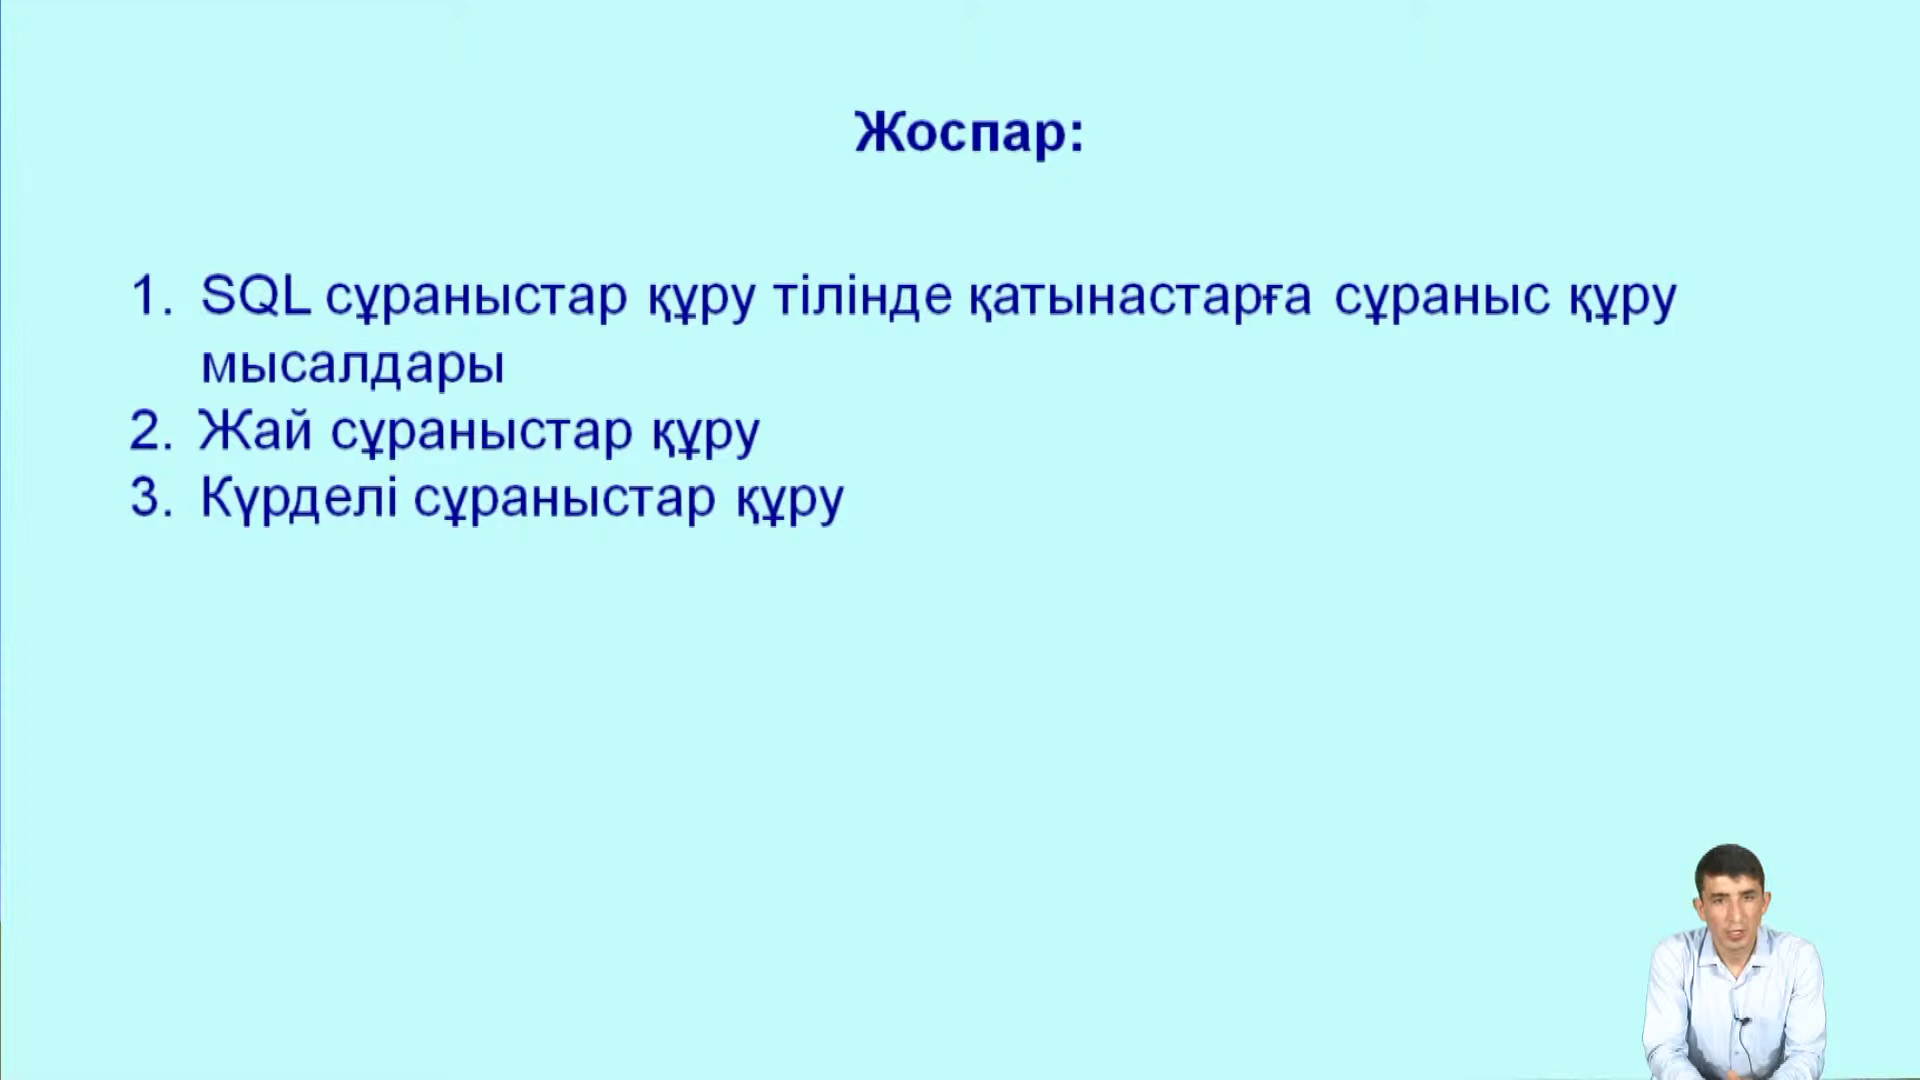 Жоспар:
1. SQL сұраныстар құру тілінде қатынастарға сұраныс құру
мысалдары
2. Жай сұраныстар құру
3. Күрделі сұраныстар құру